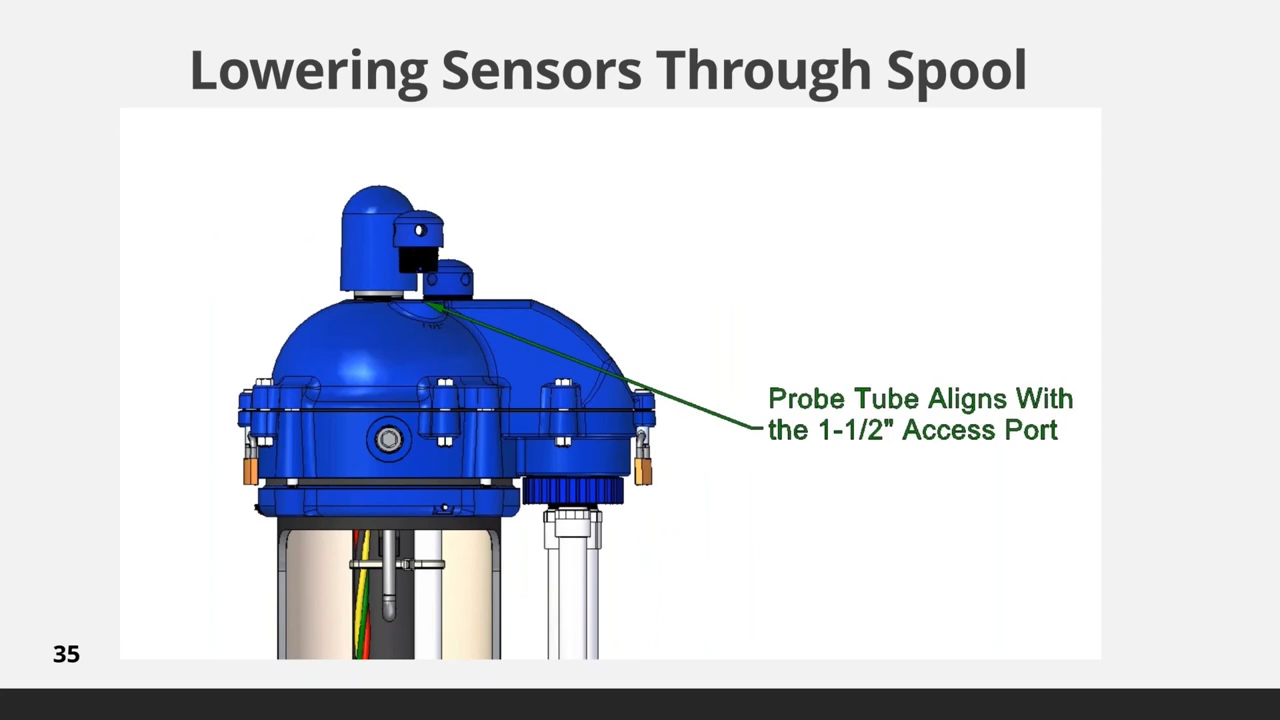 Lowering Sensors Through Spool
Probe Tube Aligns With
the 1-1/2" Access Port
35